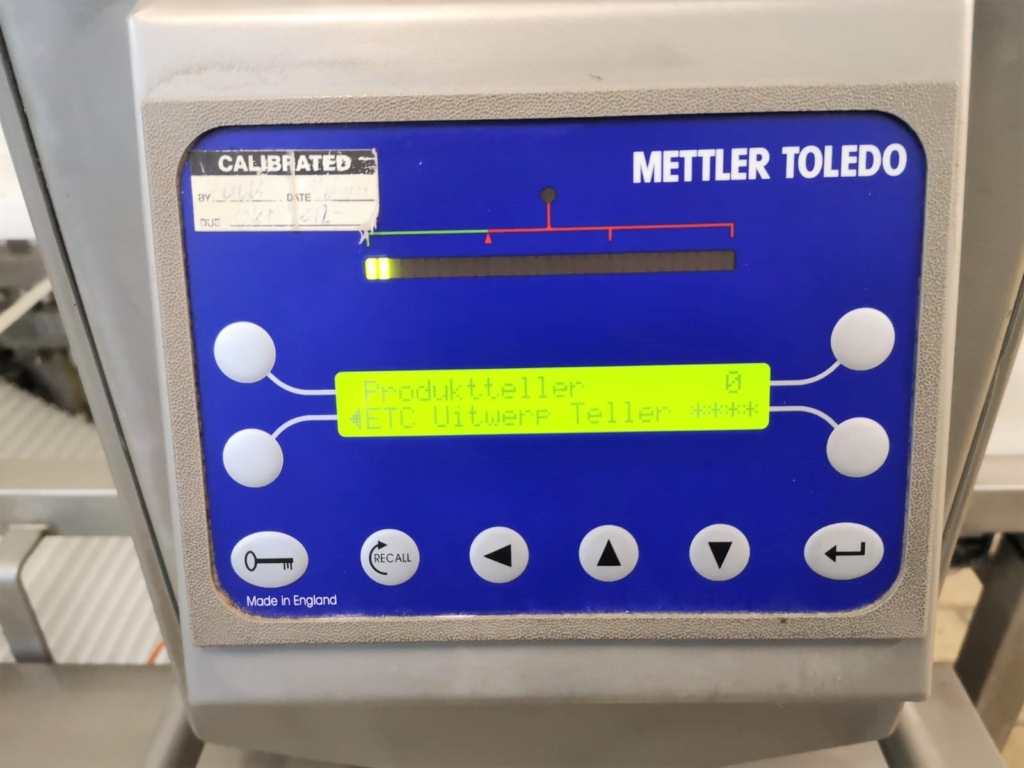 CALIBRATED
BY DATE
DUE
METTLER TOLEDO
Produktteller 0
◀ETC Uitwerp Teller ****
RECALL
Made in England